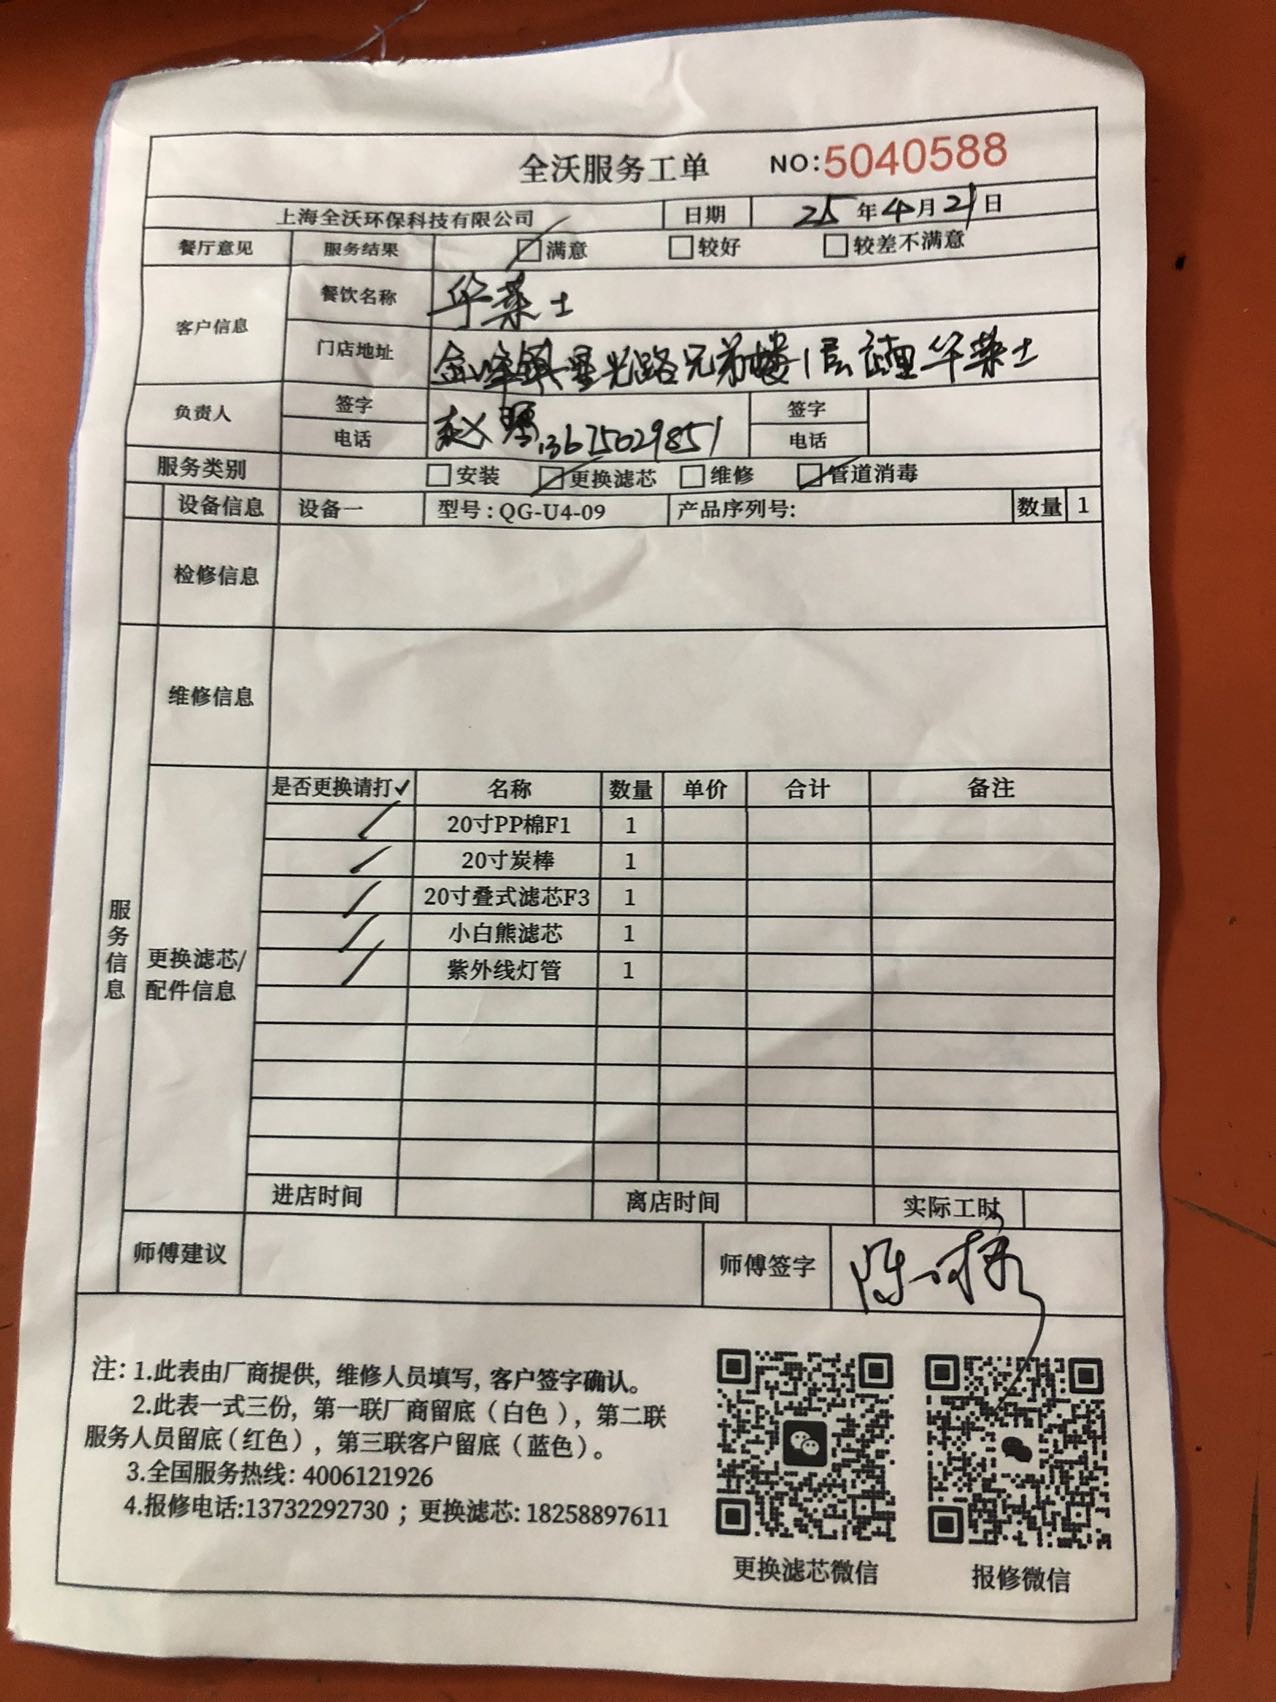 全沃服务工单 NO:5040588
上海全沃环保科技有限公司 日期 25年4月21日
餐厅意见 服务结果 ☑满意 □较好 □较差不满意
客户信息 餐饮名称 华莱士
门店地址 金峰镇星光路兄弟楼1层 华莱士
负责人 签字 赵 签字
电话 13675029851 电话
服务类别 □安装 ☑更换滤芯 □维修 ☑管道消毒
设备信息 设备一 型号:QG-U4-09 产品序列号: 数量 1
检修信息
维修信息
服务信息
更换滤芯/配件信息
是否更换请打✓ 名称 数量 单价 合计 备注
✓ 20寸PP棉F1 1
✓ 20寸炭棒 1
✓ 20寸叠式滤芯F3 1
✓ 小白熊滤芯 1
✓ 紫外线灯管 1
进店时间 离店时间 实际工时
师傅建议 师傅签字 陈
注: 1.此表由厂商提供, 维修人员填写, 客户签字确认。
2.此表一式三份, 第一联厂商留底(白色), 第二联
服务人员留底(红色), 第三联客户留底(蓝色)。
3.全国服务热线: 4006121926
4.报修电话:13732292730 ; 更换滤芯: 18258897611
更换滤芯微信 报修微信